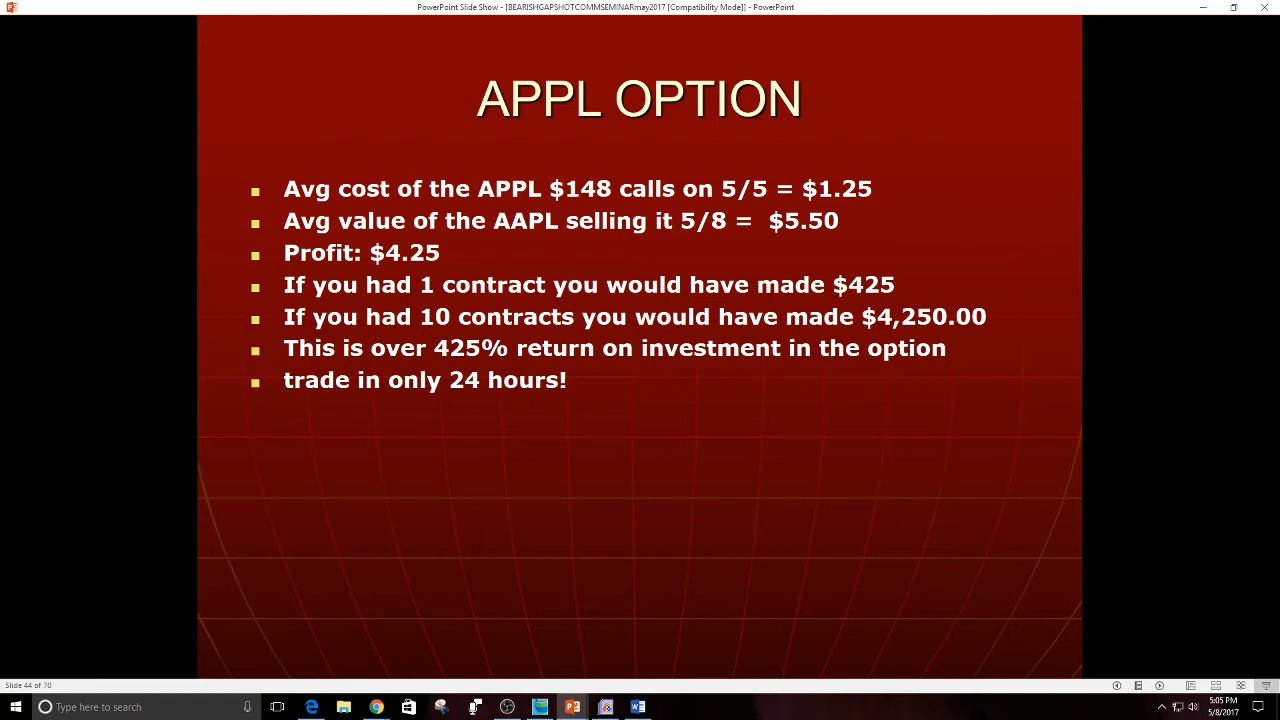 PowerPoint Slide Show - [BEARISHGAPSHOTCOMMSEMINARmay2017 [Compatibility Mode]] - PowerPoint
APPL OPTION
Avg cost of the APPL $148 calls on 5/5 = $1.25
Avg value of the AAPL selling it 5/8 =  $5.50
Profit: $4.25
If you had 1 contract you would have made $425
If you had 10 contracts you would have made $4,250.00
This is over 425% return on investment in the option
trade in only 24 hours!
Slide 44 of 70
Type here to search
5:05 PM
5/8/2017